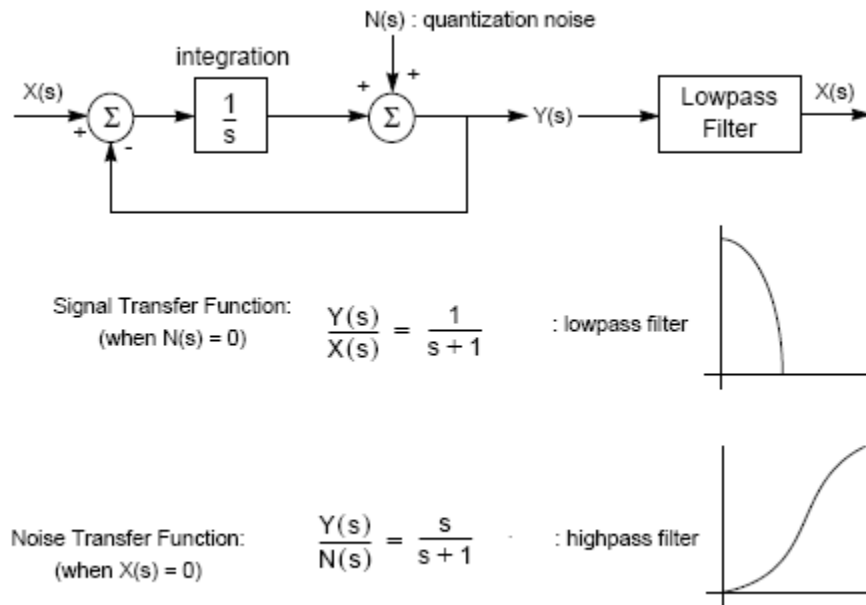 N(s) : quantization noise
integration
X(s)
+
Σ
-
1
s
+
+
Σ
Y(s)
Lowpass
Filter
X(s)
Signal Transfer Function:
(when N(s) = 0)
Y(s)
X(s)
=
1
s + 1
: lowpass filter
Noise Transfer Function:
(when X(s) = 0)
Y(s)
N(s)
=
s
s + 1
: highpass filter